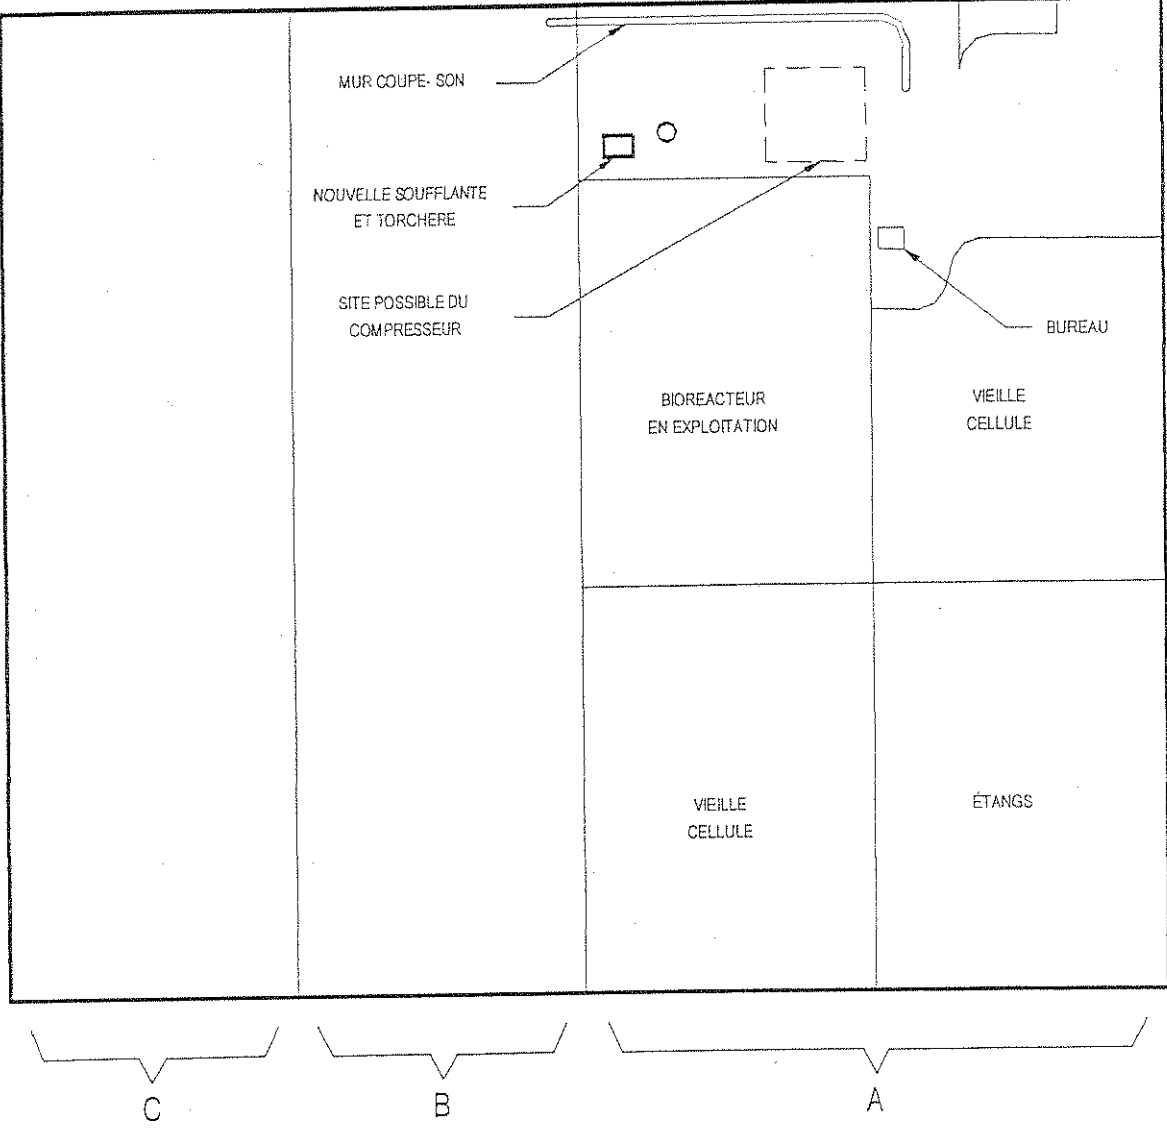 MUR COUPE- SON
NOUVELLE SOUFFLANTE
ET TORCHERE
SITE POSSIBLE DU
COMPRESSEUR
BUREAU
BIOREACTEUR
EN EXPLOITATION
VIEILLE
CELLULE
VIEILLE
CELLULE
ÉTANGS
C
B
A